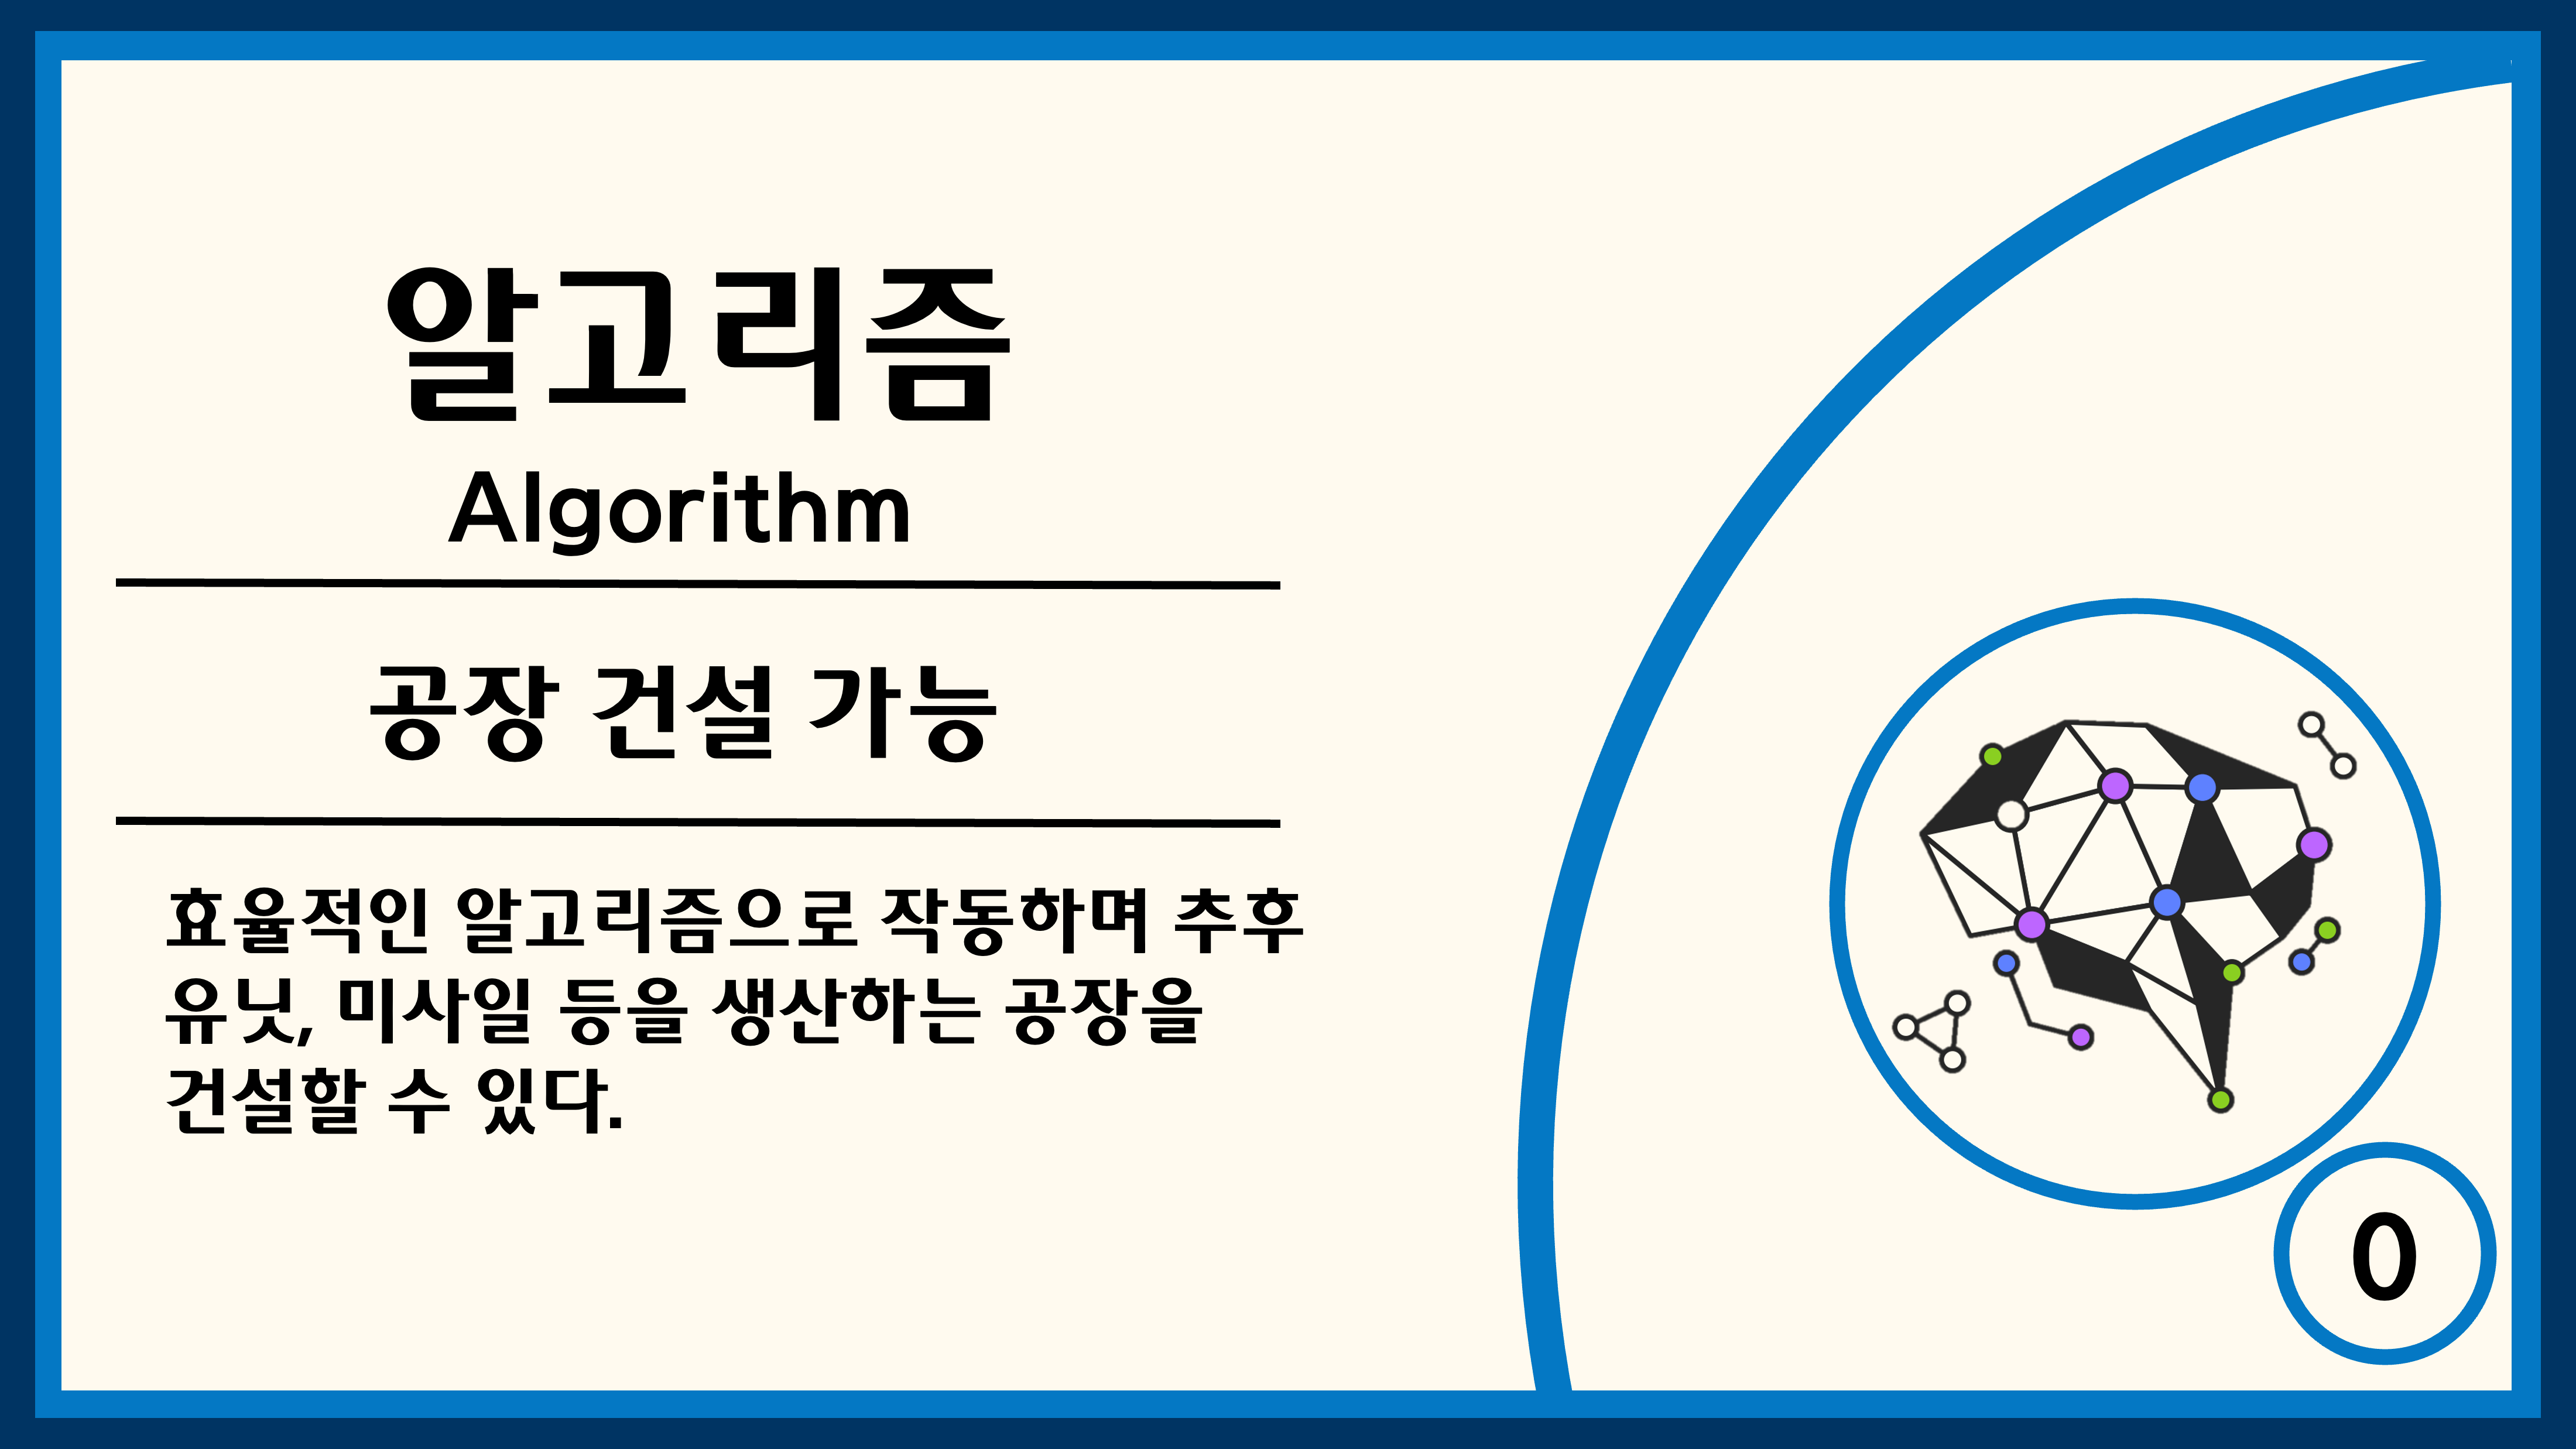 알고리즘
Algorithm
공장 건설 가능
효율적인 알고리즘으로 작동하며 추후
유닛, 미사일 등을 생산하는 공장을
건설할 수 있다.
0